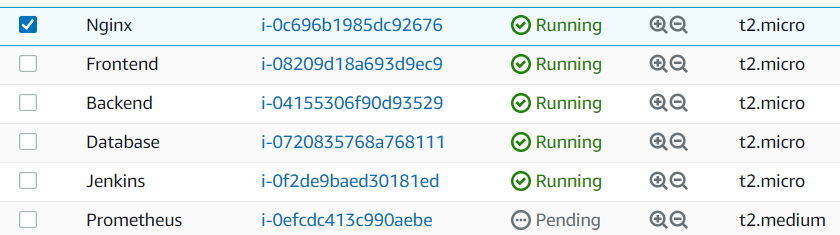 Nginx i-0c696b1985dc92676 Running t2.micro
Frontend i-08209d18a693d9ec9 Running t2.micro
Backend i-04155306f90d93529 Running t2.micro
Database i-0720835768a768111 Running t2.micro
Jenkins i-0f2de9baed30181ed Running t2.micro
Prometheus i-0efcdc413c990aebe Pending t2.medium